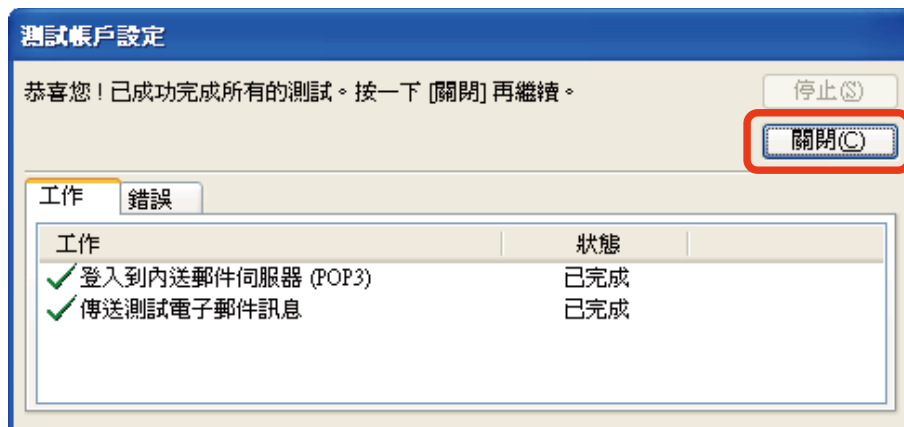 測試帳戶設定
恭喜您！已成功完成所有的測試。按一下 [關閉] 再繼續。
停止(S)
關閉(C)
工作 錯誤
工作 狀態
登入到內送郵件伺服器 (POP3) 已完成
傳送測試電子郵件訊息 已完成